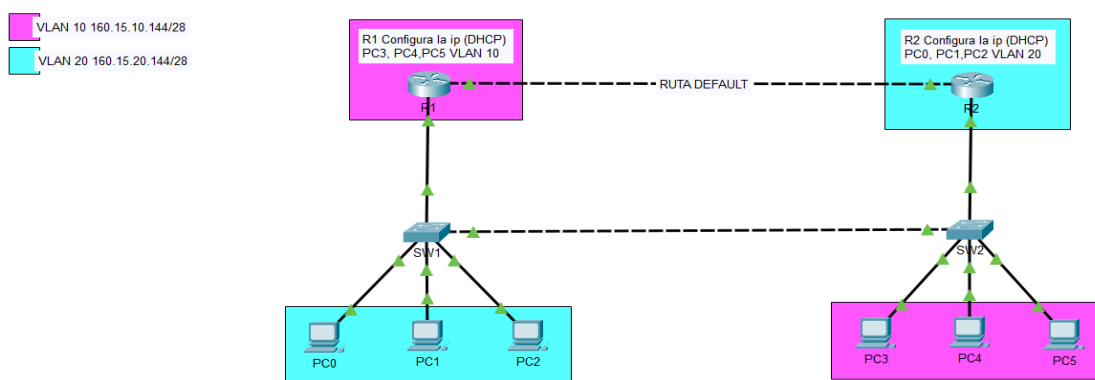 VLAN 10 160.15.10.144/28
VLAN 20 160.15.20.144/28
R1 Configura la ip (DHCP)
PC3, PC4,PC5 VLAN 10
R2 Configura la ip (DHCP)
PC0, PC1,PC2 VLAN 20
RUTA DEFAULT
R1
R2
SW1
SW2
PC0
PC1
PC2
PC3
PC4
PC5